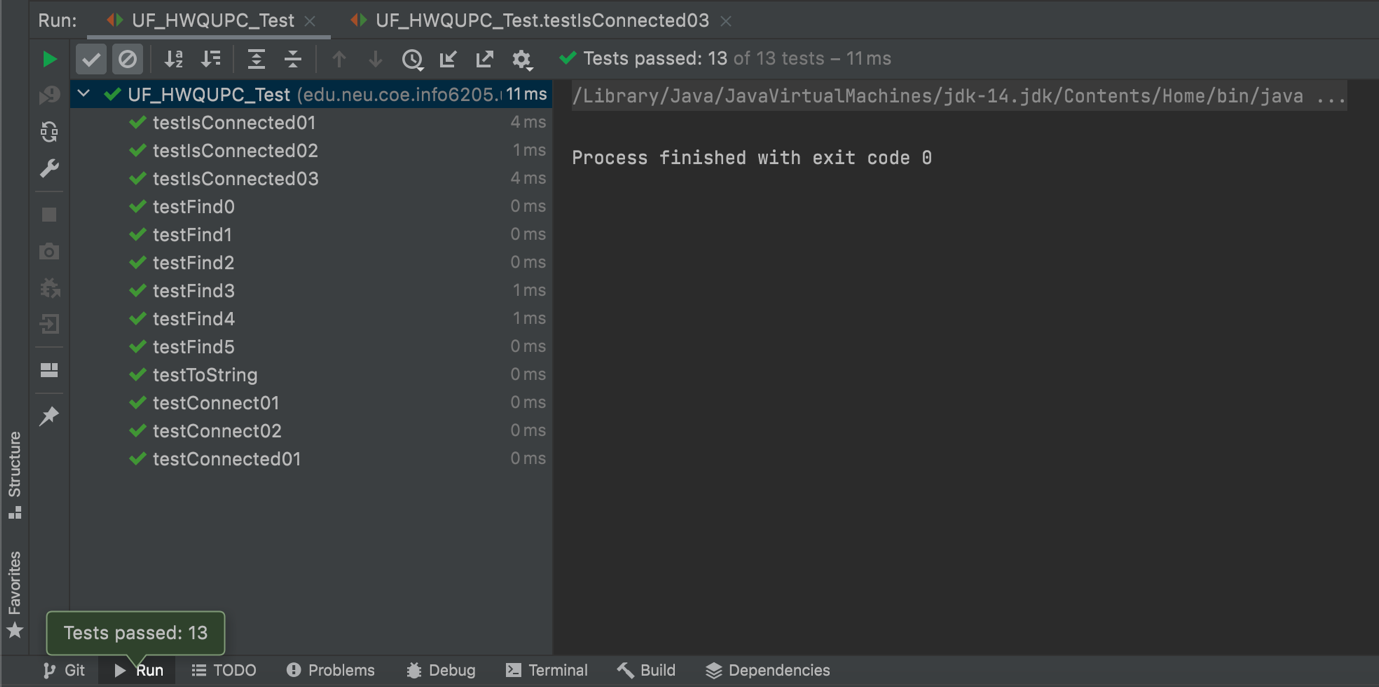 Run: UF_HWQUPC_Test × UF_HWQUPC_Test.testIsConnected03 ×
Tests passed: 13 of 13 tests – 11 ms
UF_HWQUPC_Test (edu.neu.coe.info6205. 11 ms
testIsConnected01 4 ms
testIsConnected02 1 ms
testIsConnected03 4 ms
testFind0 0 ms
testFind1 0 ms
testFind2 0 ms
testFind3 1 ms
testFind4 1 ms
testFind5 0 ms
testToString 0 ms
testConnect01 0 ms
testConnect02 0 ms
testConnected01 0 ms
/Library/Java/JavaVirtualMachines/jdk-14.jdk/Contents/Home/bin/java ...
Process finished with exit code 0
Structure
Favorites
Tests passed: 13
Git Run TODO Problems Debug Terminal Build Dependencies